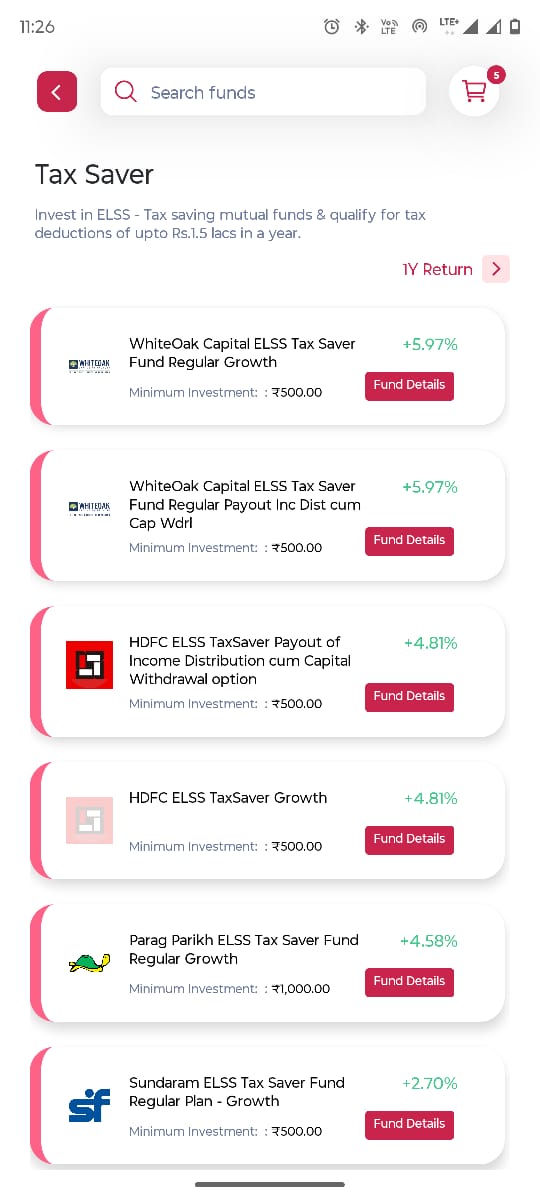 11:26
Vo
LTE
LTE+
5
Search funds
Tax Saver
Invest in ELSS - Tax saving mutual funds & qualify for tax
deductions of upto Rs.1.5 lacs in a year.
1Y Return
WhiteOak Capital ELSS Tax Saver
Fund Regular Growth
+5.97%
WHITEOAK
Minimum Investment: : ₹500.00
Fund Details
WhiteOak Capital ELSS Tax Saver
Fund Regular Payout Inc Dist cum
Cap Wdrl
+5.97%
WHITEOAK
Minimum Investment: : ₹500.00
Fund Details
HDFC ELSS TaxSaver Payout of
Income Distribution cum Capital
Withdrawal option
+4.81%
Minimum Investment: : ₹500.00
Fund Details
HDFC ELSS TaxSaver Growth
+4.81%
Minimum Investment: : ₹500.00
Fund Details
Parag Parikh ELSS Tax Saver Fund
Regular Growth
+4.58%
Minimum Investment: : ₹1,000.00
Fund Details
Sundaram ELSS Tax Saver Fund
Regular Plan - Growth
+2.70%
sf
Minimum Investment: : ₹500.00
Fund Details